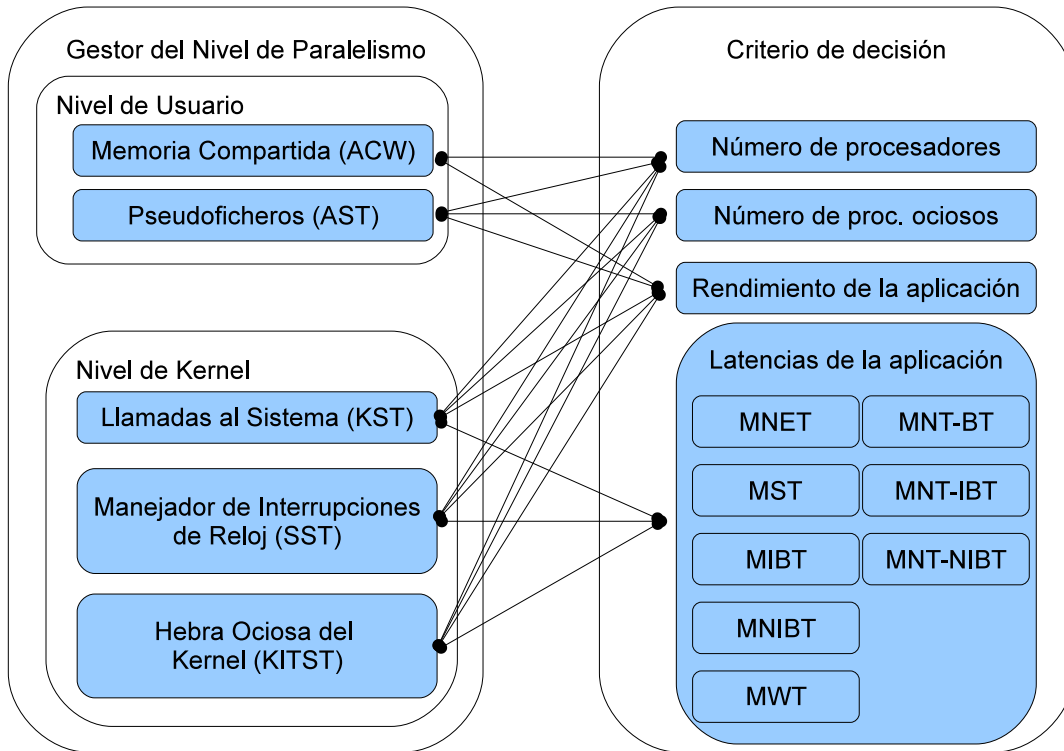 Gestor del Nivel de Paralelismo
Nivel de Usuario
Memoria Compartida (ACW)
Pseudoficheros (AST)
Nivel de Kernel
Llamadas al Sistema (KST)
Manejador de Interrupciones
de Reloj (SST)
Hebra Ociosa del
Kernel (KITST)
Criterio de decisión
Número de procesadores
Número de proc. ociosos
Rendimiento de la aplicación
Latencias de la aplicación
MNET
MNT-BT
MST
MNT-IBT
MIBT
MNT-NIBT
MNIBT
MWT